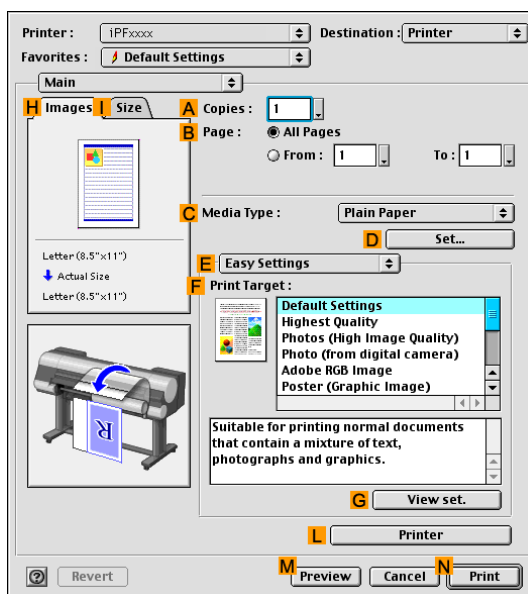 Printer : iPFxxxx Destination : Printer
Favorites : Default Settings
Main
H Images I Size
A Copies : 1
B Page : All Pages
From : 1 To : 1
C Media Type : Plain Paper
D Set...
Letter (8.5"x11")
Actual Size
Letter (8.5"x11")
E Easy Settings
F Print Target :
Default Settings
Highest Quality
Photos (High Image Quality)
Photo (from digital camera)
Adobe RGB Image
Poster (Graphic Image)
R
Suitable for printing normal documents
that contain a mixture of text,
photographs and graphics.
G View set.
L Printer
? Revert M Preview Cancel N Print